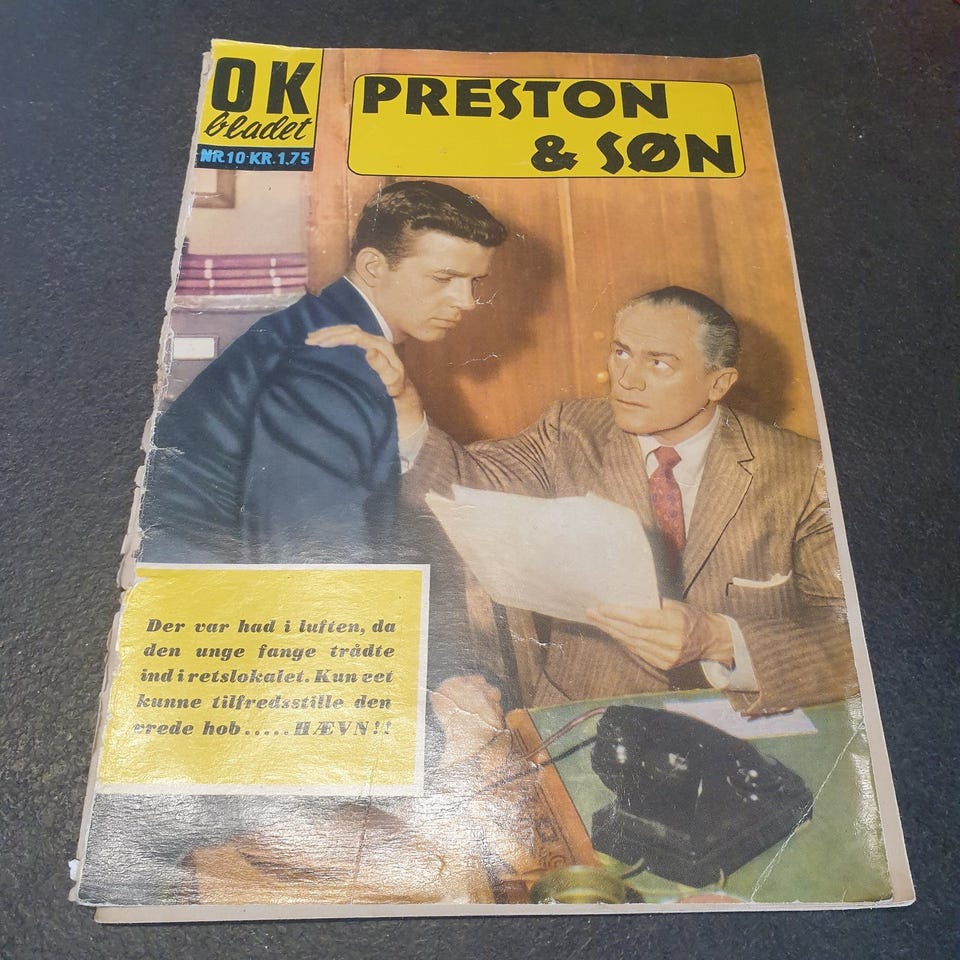 OK
bladet
NR.10-KR.1.75
PRESTON
& SØN
Der var had i luften, da
den unge fange trådte
ind i retslokalet. Kun eet
kunne tilfredsstille den
vrede hob.....HÆVN!!